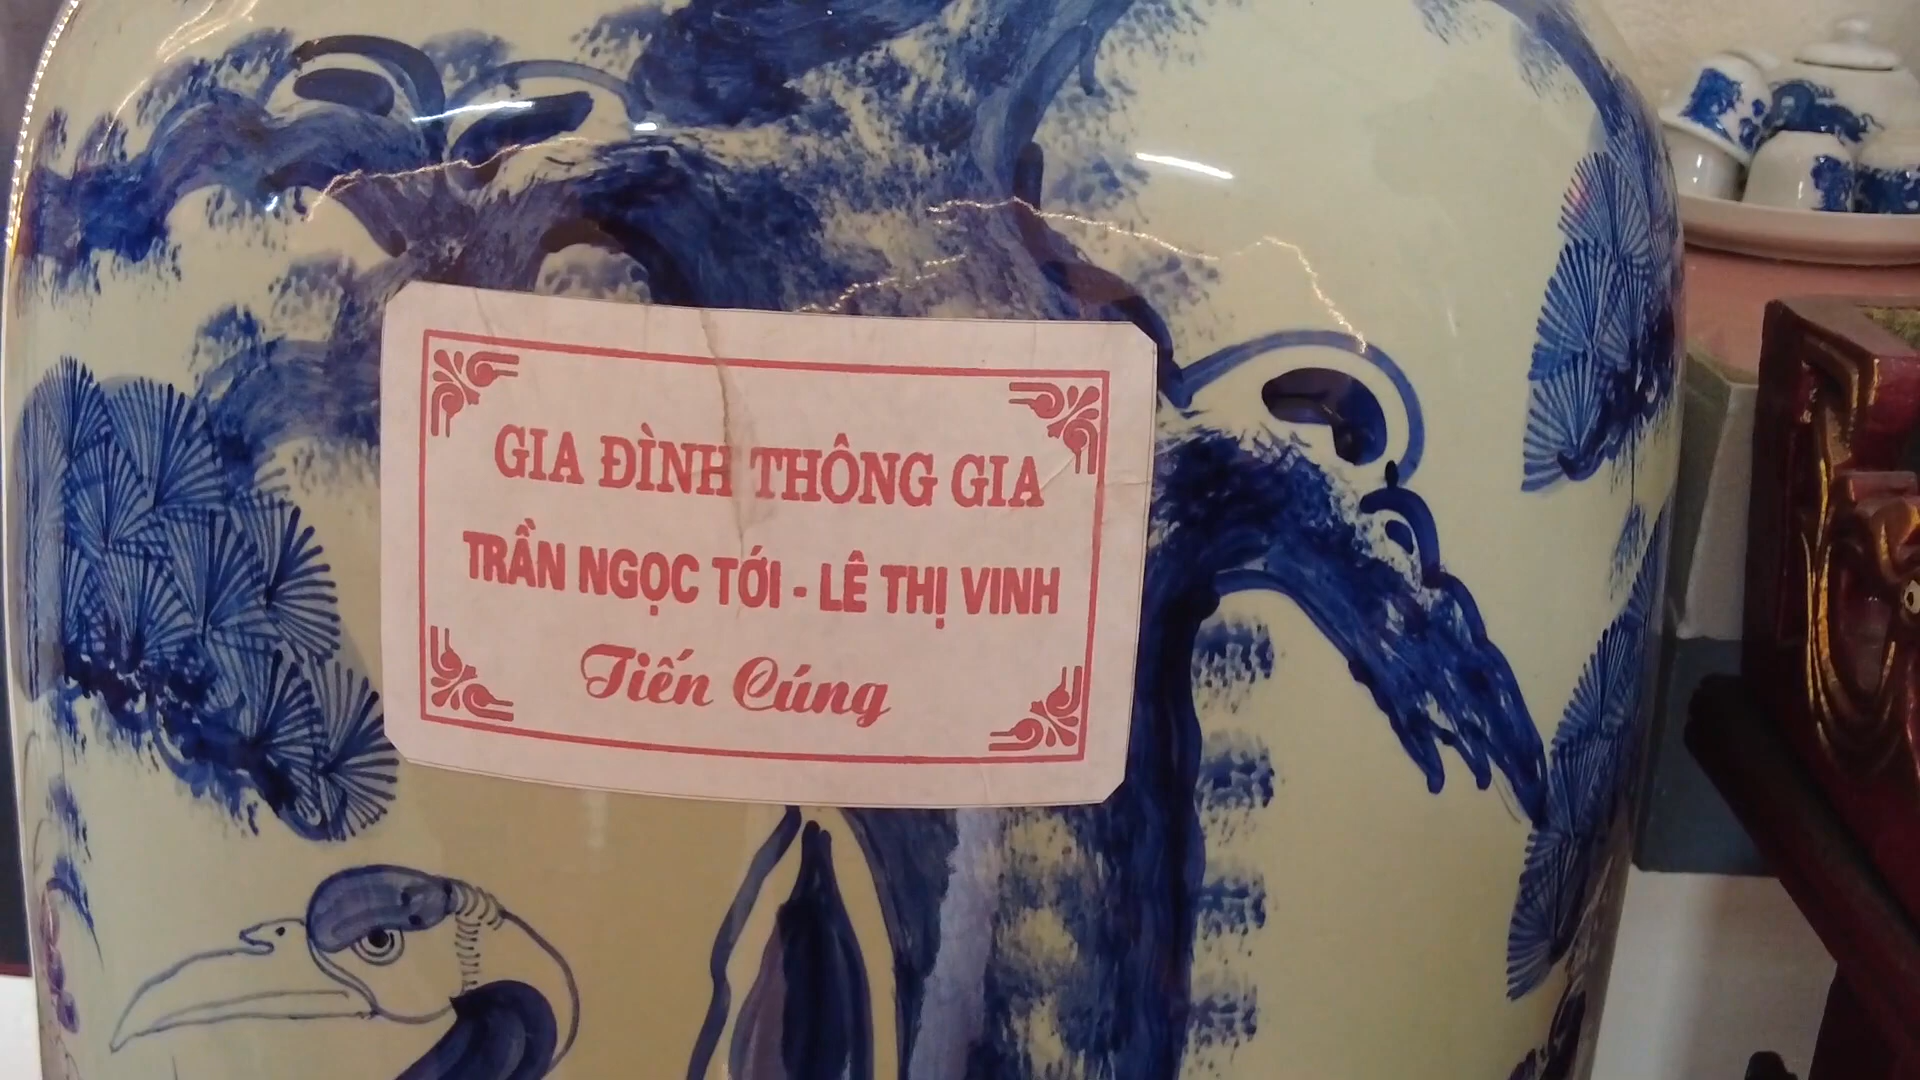 GIA ĐÌNH THÔNG GIA
TRẦN NGỌC TỚI - LÊ THỊ VINH
Tiến Cúng